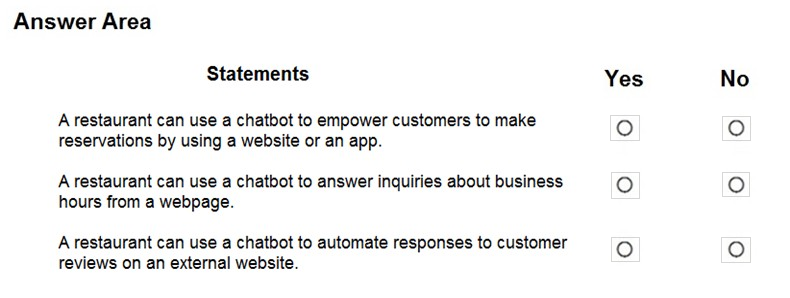 Answer Area
Statements Yes No
A restaurant can use a chatbot to empower customers to make
reservations by using a website or an app.
A restaurant can use a chatbot to answer inquiries about business
hours from a webpage.
A restaurant can use a chatbot to automate responses to customer
reviews on an external website.